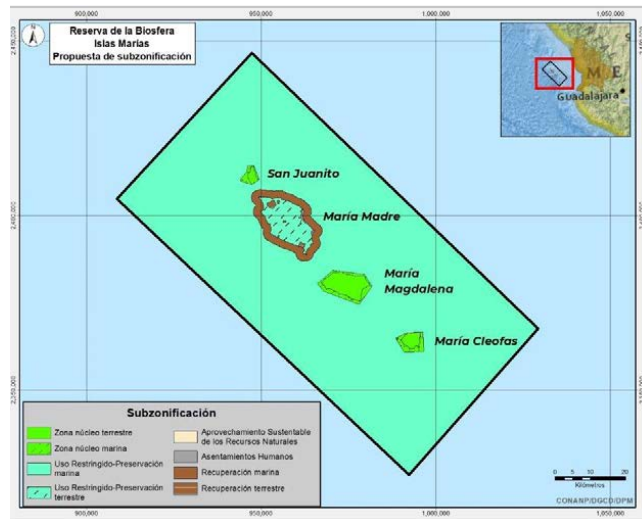 Reserva de la Biosfera
Islas Marías
Propuesta de subzonificación
900,000
950,000
1,000,000
1,050,000
M E
Guadalajara
San Juanito
María Madre
María
Magdalena
María Cleofas
Subzonificación
Zona núcleo terrestre
Zona núcleo marina
Uso Restringido-Preservación
marina
Uso Restringido-Preservación
terrestre
Aprovechamiento Sustentable
de los Recursos Naturales
Asentamientos Humanos
Recuperación marina
Recuperación terrestre
0 5 10 20
Kilómetros
CONANP/DGCD/DPM
900,000
950,000
1,000,000
1,050,000